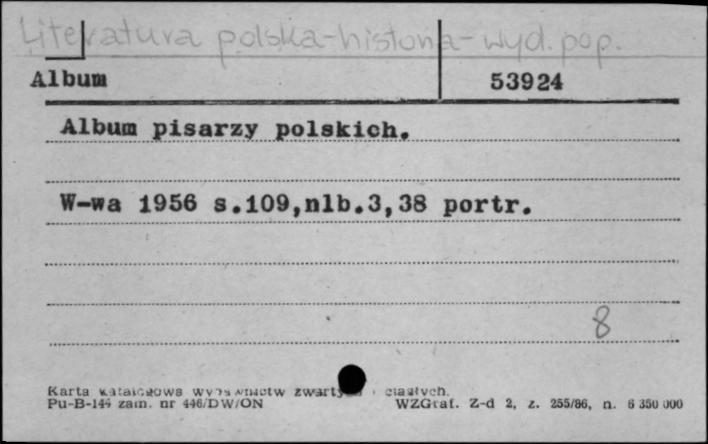 Literatura polska-historia-wyd. pop.
Album 53924
Album pisarzy polskich.
W-wa 1956 s.109,nlb.3,38 portr.
8
Karta katalogowa wydawnictw zwartych ciągłych.
Pu-B-144 zam. nr 446/DW/ON WZGraf. Z-d 2, z. 255/86, n. 6 350 000